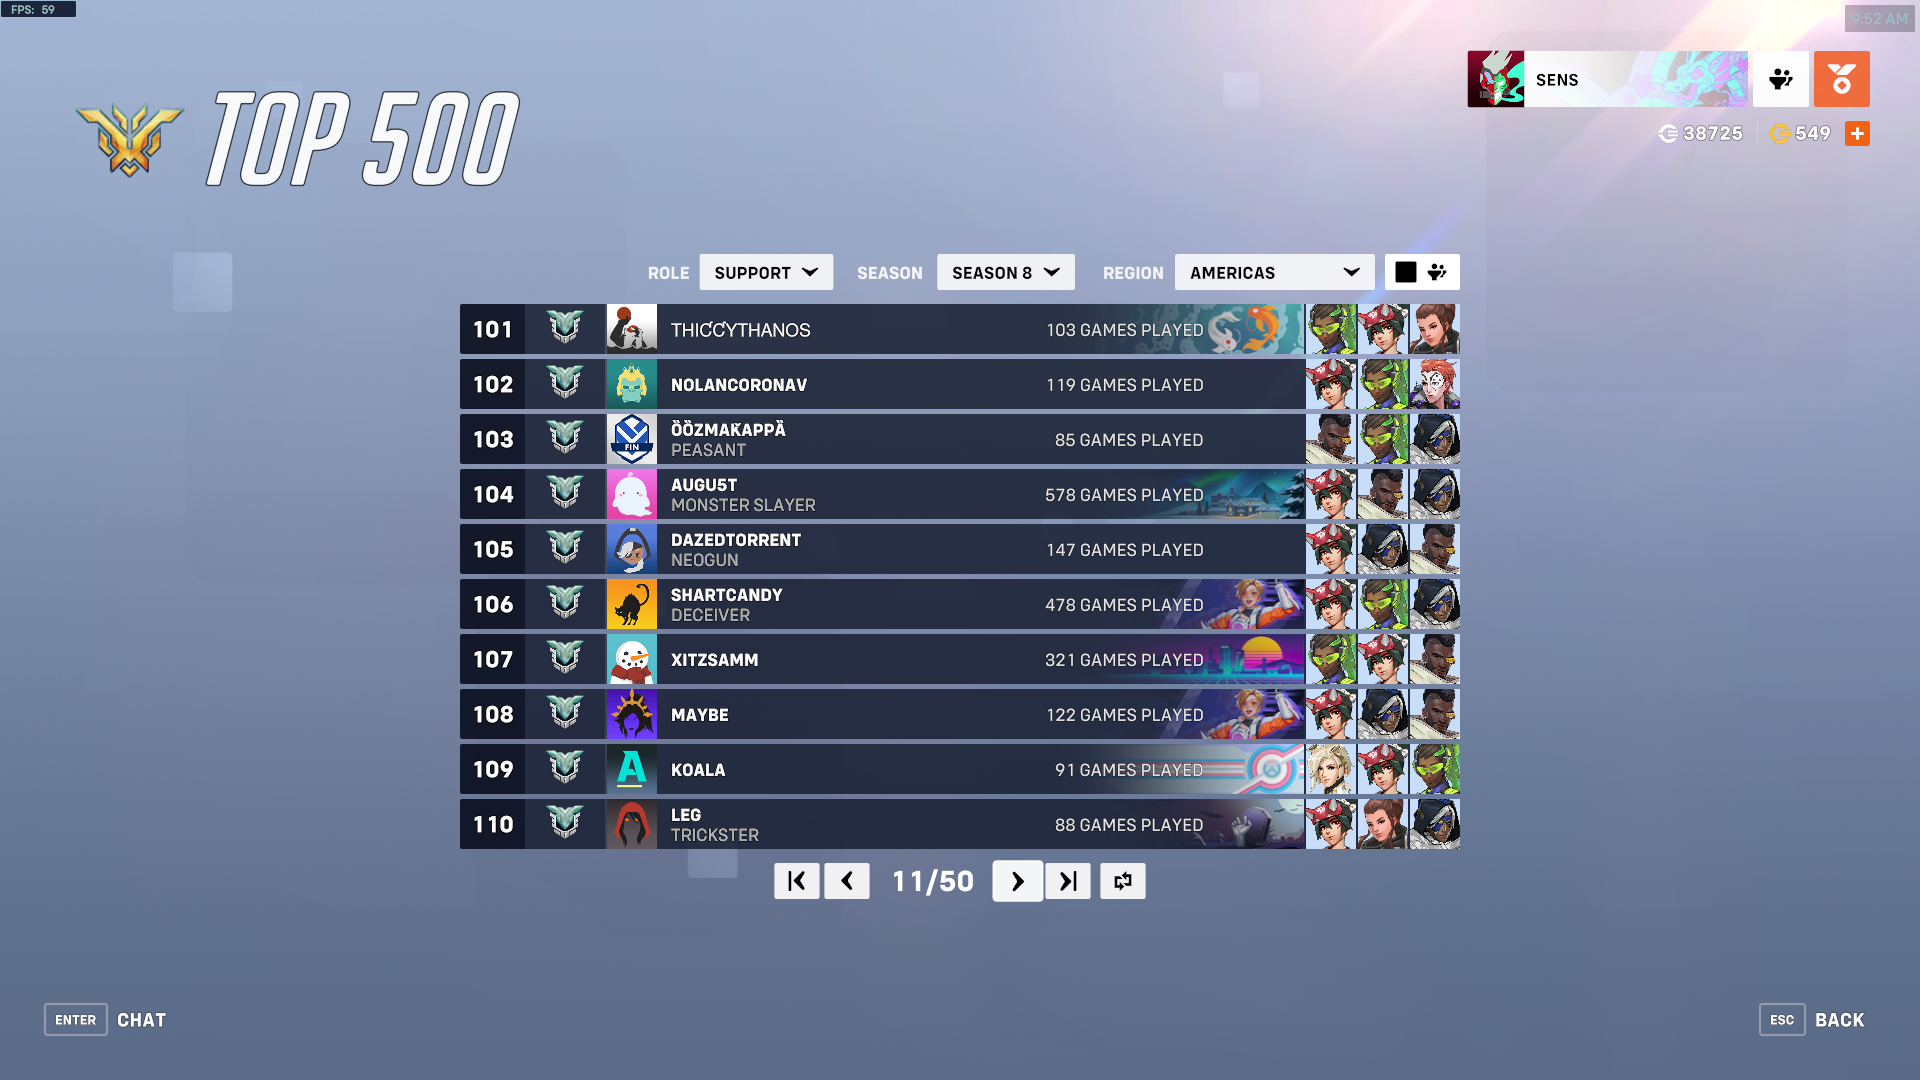 FPS: 59
9:52 AM
SENS
38725
549
TOP 500
ROLE SUPPORT SEASON SEASON 8 REGION AMERICAS
101 THICCYTHANOS 103 GAMES PLAYED
102 NOLANCORONAV 119 GAMES PLAYED
103 ÖÖZMAKAPPÄ 85 GAMES PLAYED
FIN
PEASANT
104 AUGU5T 578 GAMES PLAYED
MONSTER SLAYER
105 DAZEDTORRENT 147 GAMES PLAYED
NEOGUN
106 SHARTCANDY 478 GAMES PLAYED
DECEIVER
107 XITZSAMM 321 GAMES PLAYED
108 MAYBE 122 GAMES PLAYED
109 A KOALA 91 GAMES PLAYED
110 LEG 88 GAMES PLAYED
TRICKSTER
11/50
ENTER CHAT
ESC BACK